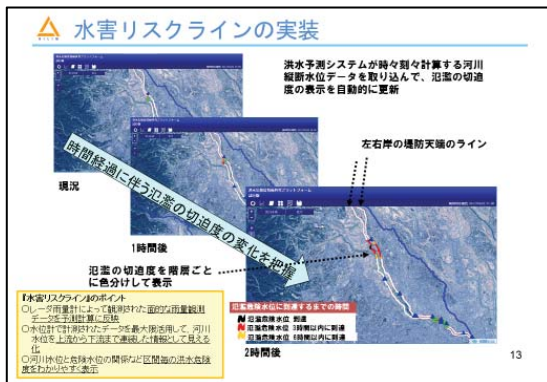 水害リスクラインの実装
洪水予測システムが時々刻々計算する河川
縦断水位データを取り込んで、氾濫の切迫
度の表示を自動的に更新
左右岸の堤防天端のライン
時間経過に伴う氾濫の切迫度の変化を把握
現況
1時間後
氾濫の切迫度を階層ごと
に色分けして表示
『水害リスクライン』のポイント
○レーダ雨量計によって観測された面的な雨量観測
データを予測計算に反映
○水位計で計測されたデータを最大限活用して、河川
水位を上流から下流まで連続した情報として見える
化
○河川水位と危険水位の関係など区間毎の洪水危険
度をわかりやすく表示
氾濫危険水位に到達するまでの時間
氾濫危険水位 到達
氾濫危険水位 3時間以内に到達
氾濫危険水位 6時間以内に到達
2時間後
13